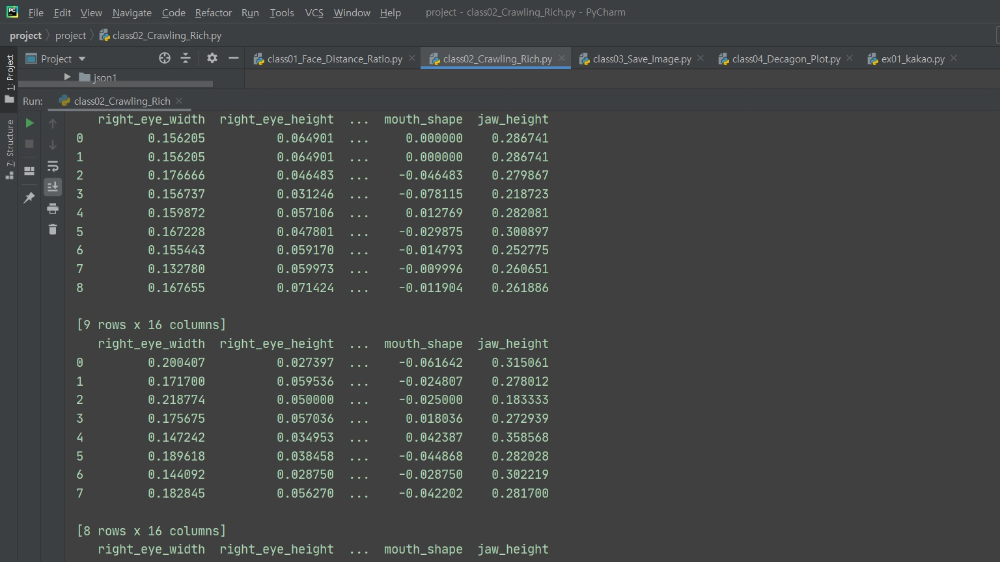 PC File Edit View Navigate Code Refactor Run Tools VCS Window Help project - class02_Crawling_Rich.py - PyCharm
project project class02_Crawling_Rich.py
Project class01_Face_Distance_Ratio.py class02_Crawling_Rich.py class03_Save_Image.py class04_Decagon_Plot.py ex01_kakao.py
1: Project
json1
Run: class02_Crawling_Rich
7: Structure
right_eye_width right_eye_height ... mouth_shape jaw_height
0 0.156205 0.064901 ... 0.000000 0.286741
1 0.156205 0.064901 ... 0.000000 0.286741
2 0.176666 0.046483 ... -0.046483 0.279867
3 0.156737 0.031246 ... -0.078115 0.218723
4 0.159872 0.057106 ... 0.012769 0.282081
5 0.167228 0.047801 ... -0.029875 0.300897
6 0.155443 0.059170 ... -0.014793 0.252775
7 0.132780 0.059973 ... -0.009996 0.260651
8 0.167655 0.071424 ... -0.011904 0.261886
[9 rows x 16 columns]
right_eye_width right_eye_height ... mouth_shape jaw_height
0 0.200407 0.027397 ... -0.061642 0.315061
1 0.171700 0.059536 ... -0.024807 0.278012
2 0.218774 0.050000 ... -0.025000 0.183333
3 0.175675 0.057036 ... 0.018036 0.272939
4 0.147242 0.034953 ... 0.042387 0.358568
5 0.189618 0.038458 ... -0.044868 0.282028
6 0.144092 0.028750 ... -0.028750 0.302219
7 0.182845 0.056270 ... -0.042202 0.281700
[8 rows x 16 columns]
right_eye_width right_eye_height ... mouth_shape jaw_height